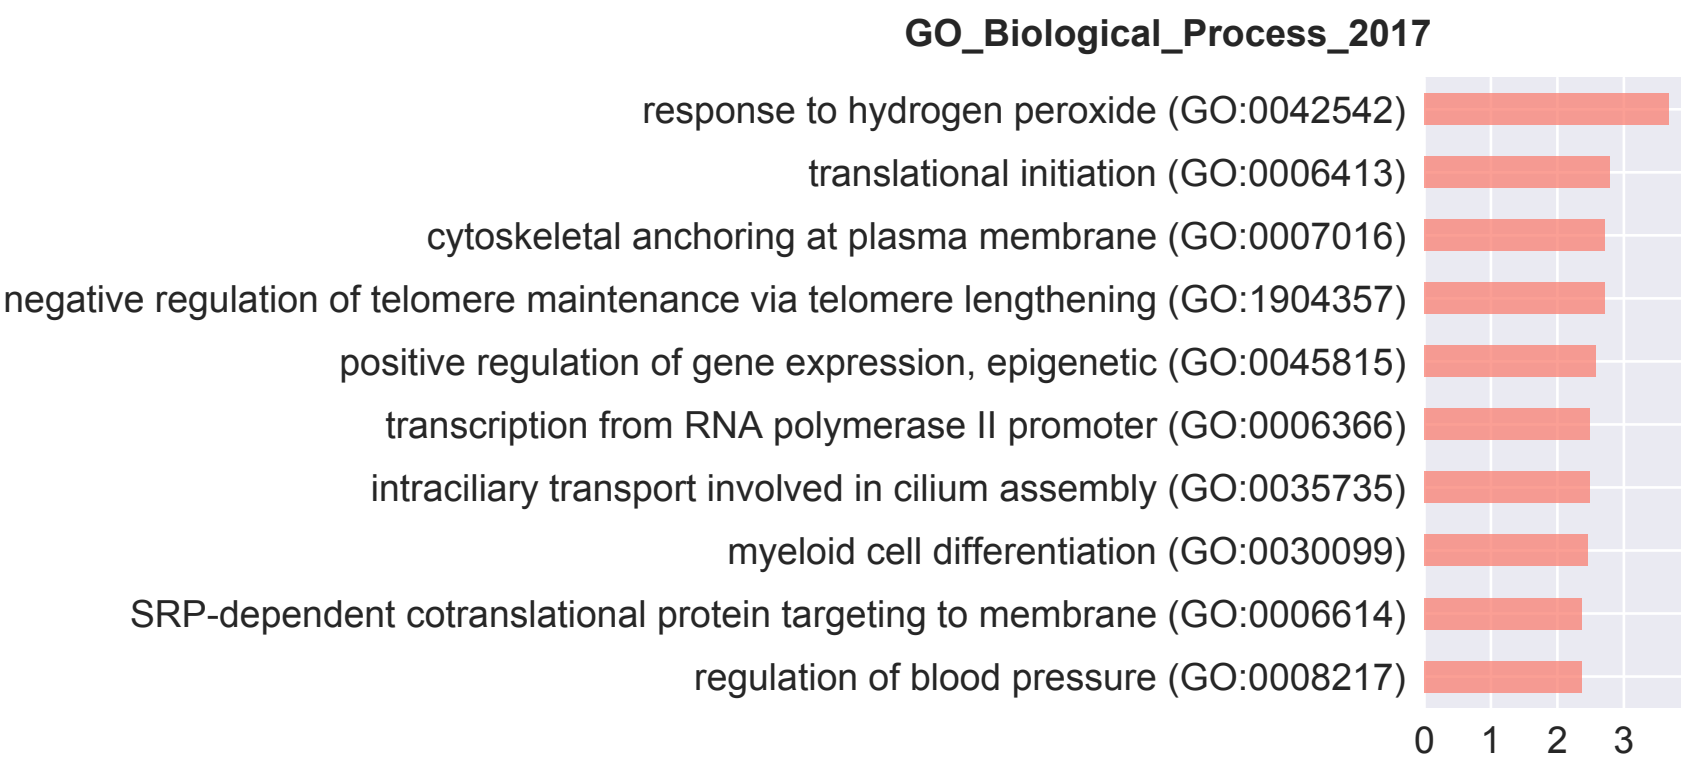 GO_Biological_Process_2017
response to hydrogen peroxide (GO:0042542)
translational initiation (GO:0006413)
cytoskeletal anchoring at plasma membrane (GO:0007016)
negative regulation of telomere maintenance via telomere lengthening (GO:1904357)
positive regulation of gene expression, epigenetic (GO:0045815)
transcription from RNA polymerase II promoter (GO:0006366)
intraciliary transport involved in cilium assembly (GO:0035735)
myeloid cell differentiation (GO:0030099)
SRP-dependent cotranslational protein targeting to membrane (GO:0006614)
regulation of blood pressure (GO:0008217)
0 1 2 3